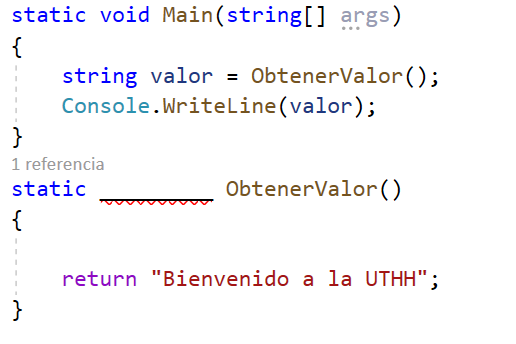 static void Main(string[] args)
{
string valor = ObtenerValor();
Console.WriteLine(valor);
}
1 referencia
static _________ ObtenerValor()
{
return "Bienvenido a la UTHH";
}